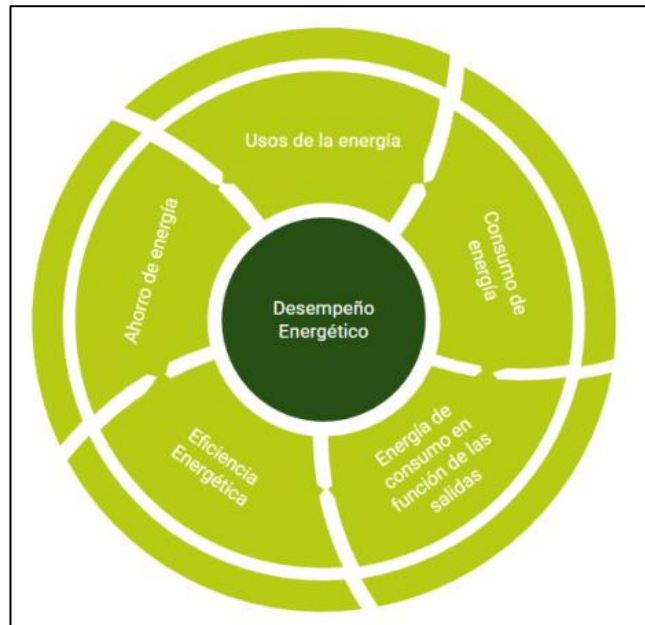 Usos de la energía
Consumo de
energía
Energía de
consumo en
función de las
salidas
Eficiencia
Energética
Ahorro de energía
Desempeño
Energético